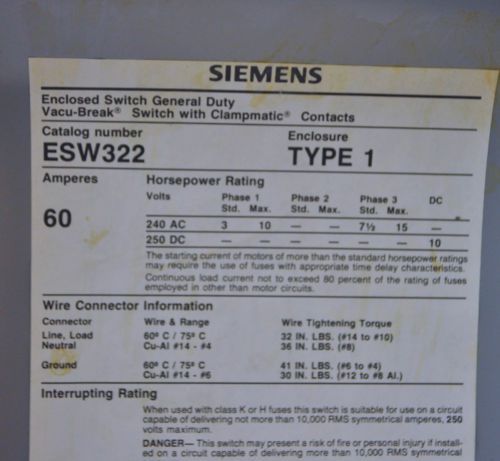 SIEMENS
Enclosed Switch General Duty
Vacu-Break® Switch with Clampmatic® Contacts
Catalog number Enclosure
ESW322 TYPE 1
Amperes Horsepower Rating
Volts Phase 1 Phase 2 Phase 3 DC
Std. Max. Std. Max. Std. Max.
60 240 AC 3 10 — — 7½ 15 —
250 DC — — — — — — 10
The starting current of motors of more than the standard horsepower ratings
may require the use of fuses with appropriate time delay characteristics.
Continuous load current not to exceed 80 percent of the rating of fuses
employed in other than motor circuits.
Wire Connector Information
Connector Wire & Range Wire Tightening Torque
Line, Load 60° C / 75° C 32 IN. LBS. (#14 to #10)
Neutral Cu-Al #14 - #4 36 IN. LBS. (#8)
Ground 60° C / 75° C 41 IN. LBS. (#6 to #4)
Cu-Al #14 - #6 30 IN. LBS. (#12 to #8 Al.)
Interrupting Rating
When used with class K or H fuses this switch is suitable for use on a circuit
capable of delivering not more than 10,000 RMS symmetrical amperes, 250
volts maximum.
DANGER— This switch may present a risk of fire or personal injury if install-
ed on a circuit capable of delivering more than 10,000 RMS symmetrical